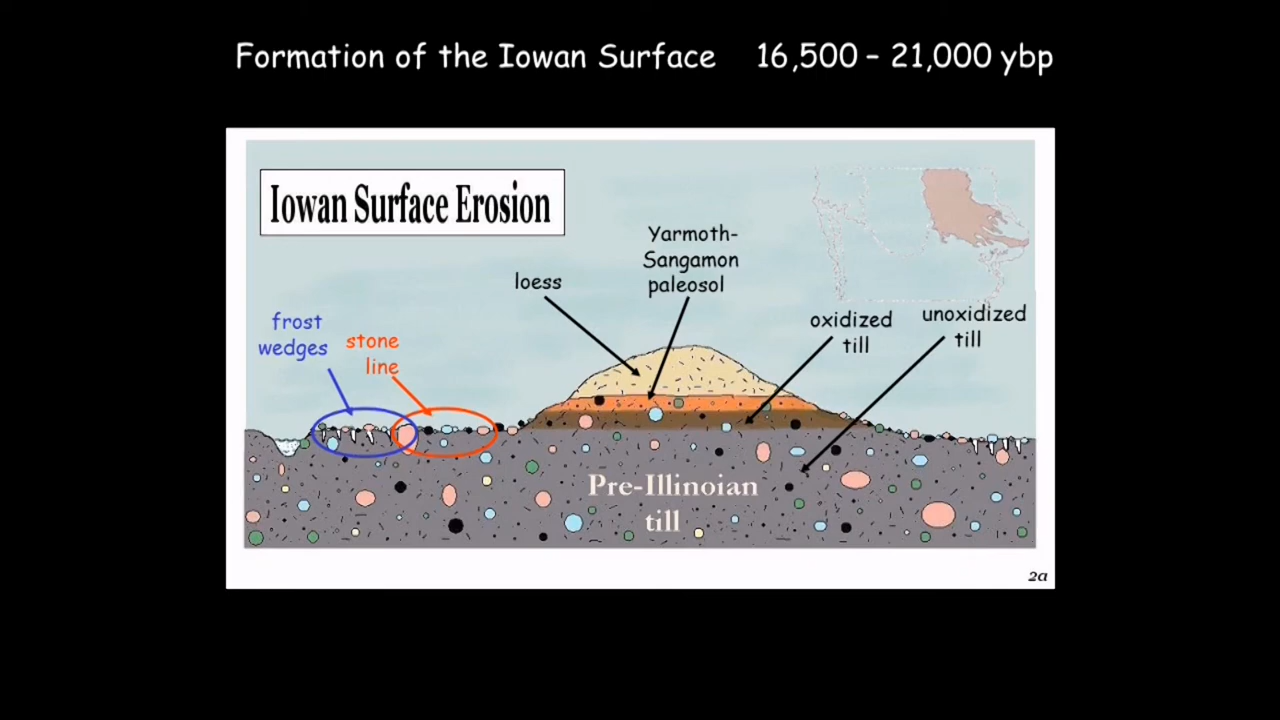 Formation of the Iowan Surface 16,500 – 21,000 ybp
Iowan Surface Erosion
Yarmoth-
Sangamon
paleosol
loess
frost
wedges
stone
line
oxidized
till
unoxidized
till
Pre-Illinoian
till
2a